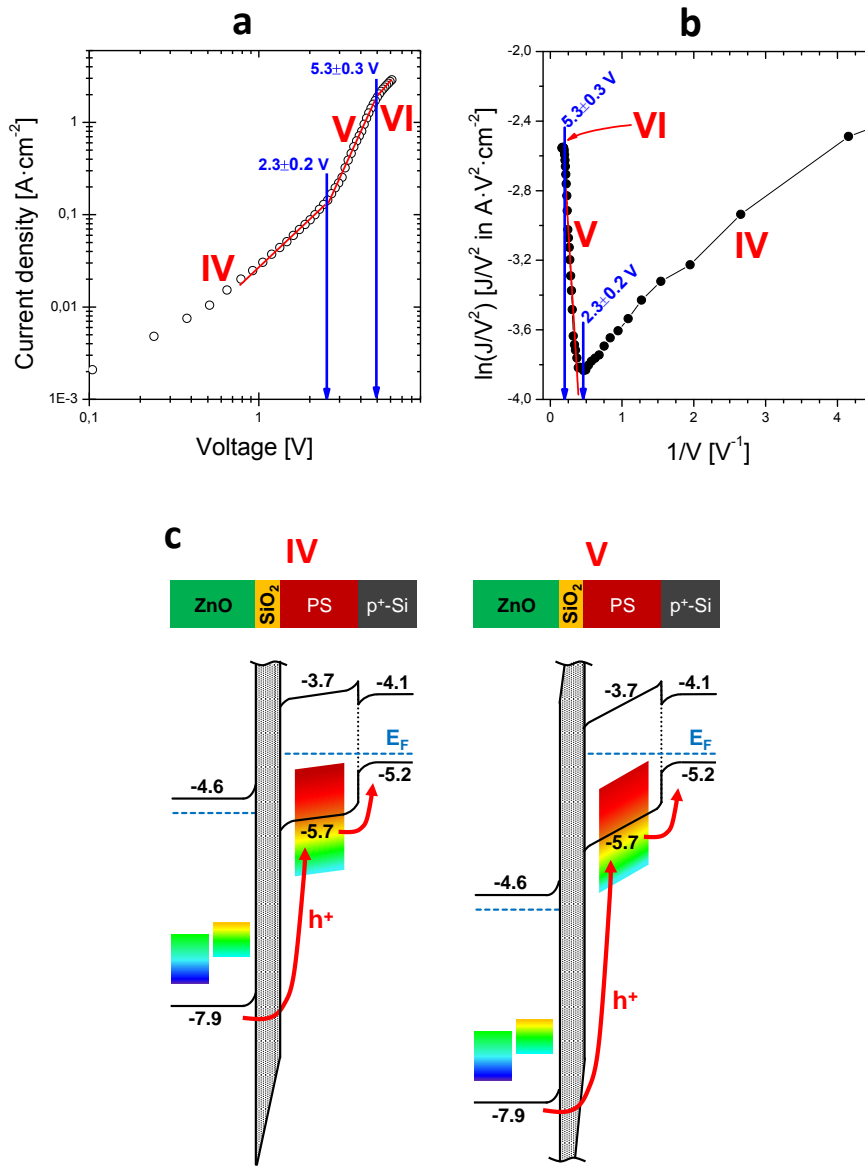 a
Current density [A·cm⁻²]
1
0,1
0,01
1E-3
0,1
1
Voltage [V]
5.3±0.3 V
2.3±0.2 V
IV
V
VI
b
ln(J/V²) [J/V² in A·V²·cm⁻²]
-2,0
-2,4
-2,8
-3,2
-3,6
-4,0
0
1
2
3
4
1/V [V⁻¹]
5.3±0.3 V
2.3±0.2 V
VI
V
IV
c
IV
ZnO
SiO₂
PS
p⁺-Si
-3.7
-4.1
E_F
-5.2
-4.6
-5.7
h⁺
-7.9
V
ZnO
SiO₂
PS
p⁺-Si
-3.7
-4.1
E_F
-5.2
-5.7
-4.6
h⁺
-7.9